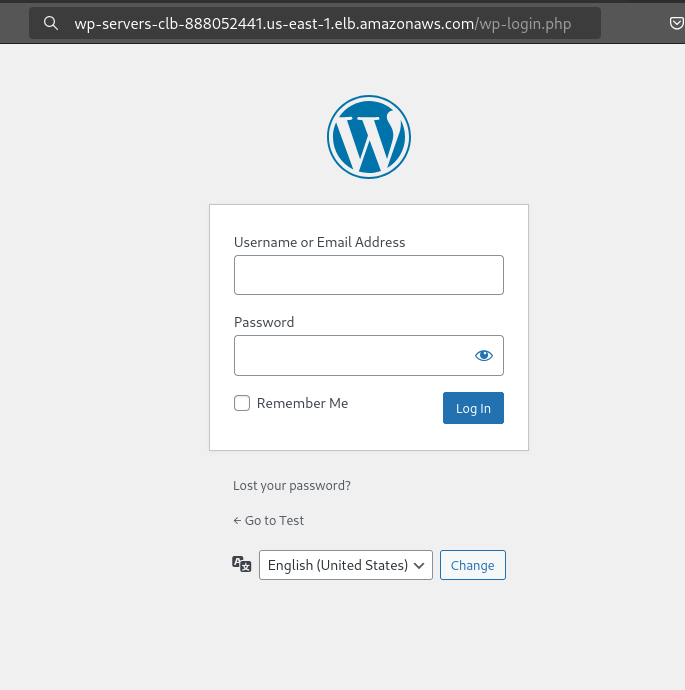 wp-servers-clb-888052441.us-east-1.elb.amazonaws.com/wp-login.php
W
Username or Email Address
Password
Remember Me
Log In
Lost your password?
← Go to Test
English (United States)
Change